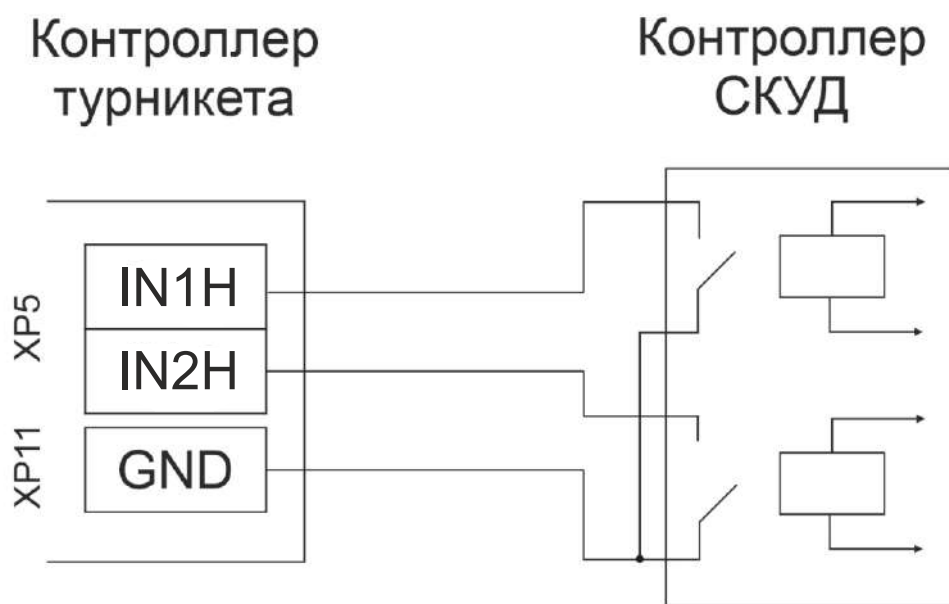 Контроллер
турникета
Контроллер
СКУД
XP5
IN1H
IN2H
XP11
GND